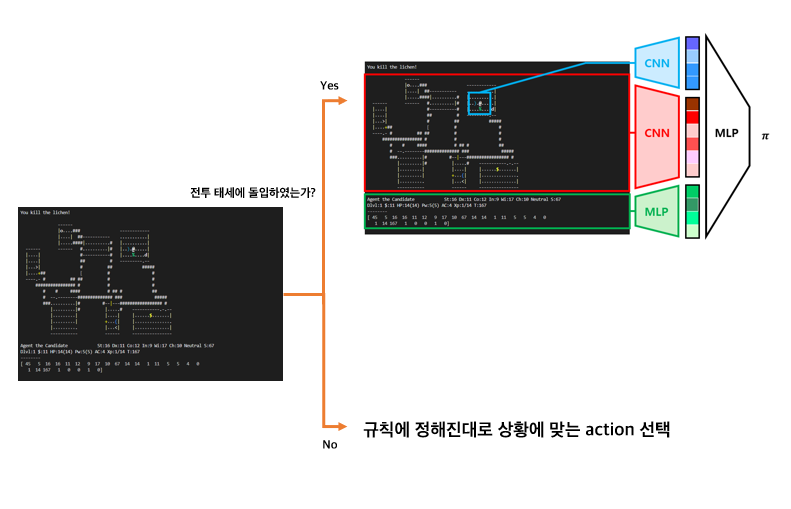 전투 태세에 돌입하였는가?
You kill the lichen!
Agent the Candidate St:16 Dx:11 Co:12 In:9 Wi:17 Ch:10 Neutral S:67
Dlvl:1 $:11 HP:14(14) Pw:5(5) AC:4 Xp:1/14 T:167
[ 45 5 16 16 11 12 9 17 10 67 14 14 1 11 5 5 4 0
1 14 167 1 0 0 1 0]
Yes
You kill the lichen!
Agent the Candidate St:16 Dx:11 Co:12 In:9 Wi:17 Ch:10 Neutral S:67
Dlvl:1 $:11 HP:14(14) Pw:5(5) AC:4 Xp:1/14 T:167
[ 45 5 16 16 11 12 9 17 10 67 14 14 1 11 5 5 4 0
1 14 167 1 0 0 1 0]
CNN
CNN
MLP
MLP
π
No
규칙에 정해진대로 상황에 맞는 action 선택